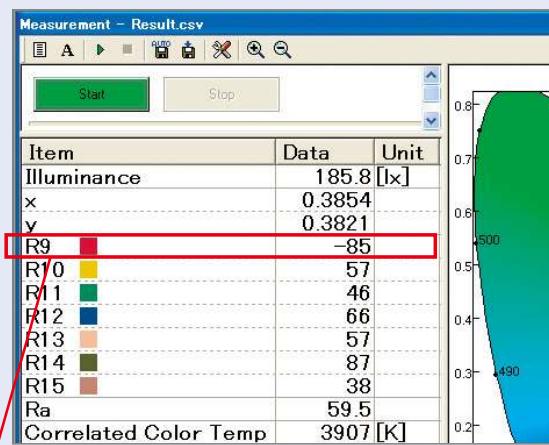 Measurement - Result.csv
A AUTO
Start Stop
Item Data Unit
Illuminance 185.8 [lx]
x 0.3854
y 0.3821
R9 -85
R10 57
R11 46
R12 66
R13 57
R14 87
R15 38
Ra 59.5
Correlated Color Temp 3907 [K]
0.8
0.7
0.6
500
0.5
0.4
490
0.3
0.2